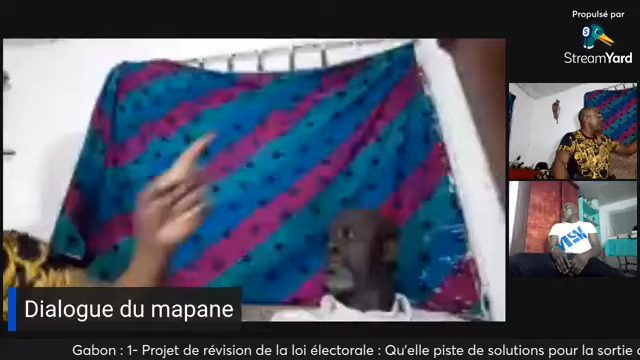 Propulsé par
StreamYard
Dialogue du mapane
Gabon : 1- Projet de révision de la loi électorale : Qu'elle piste de solutions pour la sortie